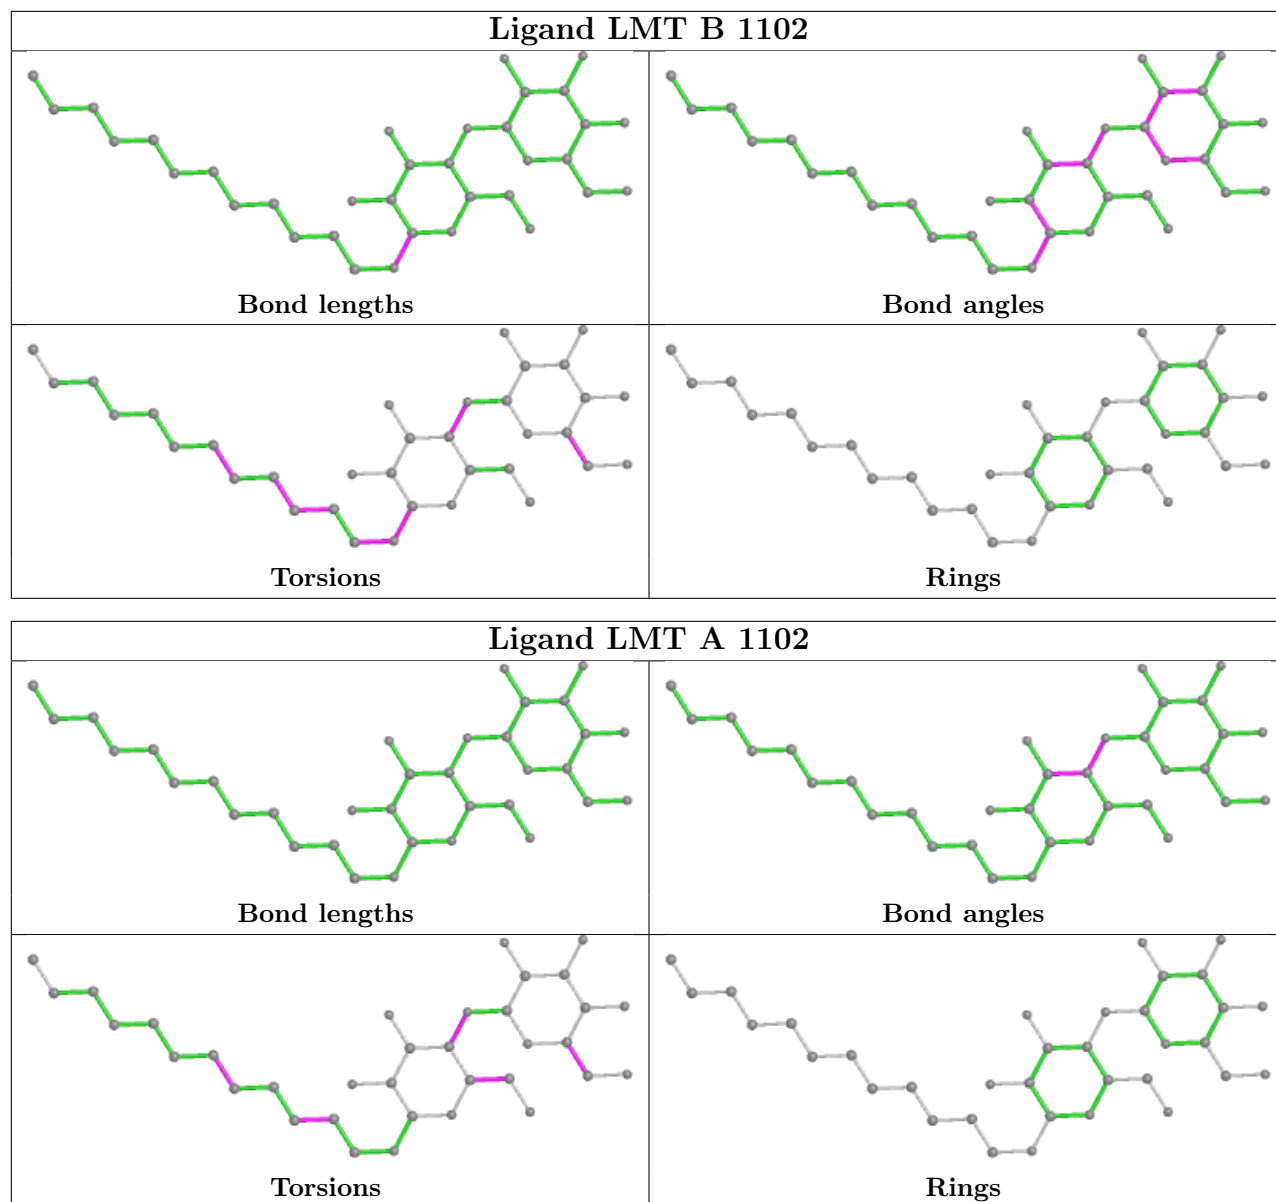 Ligand LMT B 1102
Bond lengths
Bond angles
Torsions
Rings
Ligand LMT A 1102
Bond lengths
Bond angles
Torsions
Rings